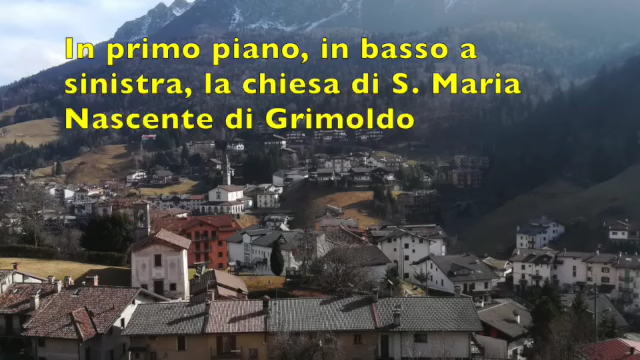 In primo piano, in basso a
sinistra, la chiesa di S. Maria
Nascente di Grimoldo